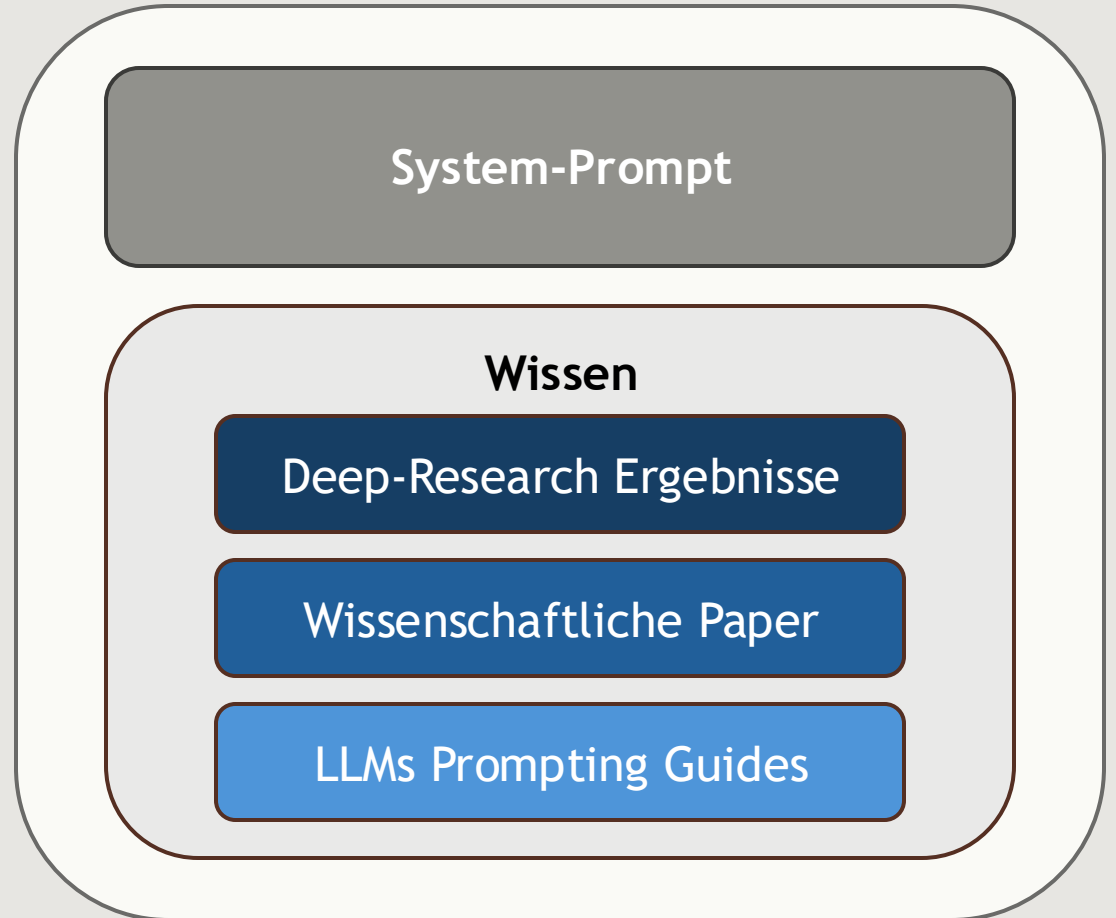 System-Prompt
Wissen
Deep-Research Ergebnisse
Wissenschaftliche Paper
LLMs Prompting Guides